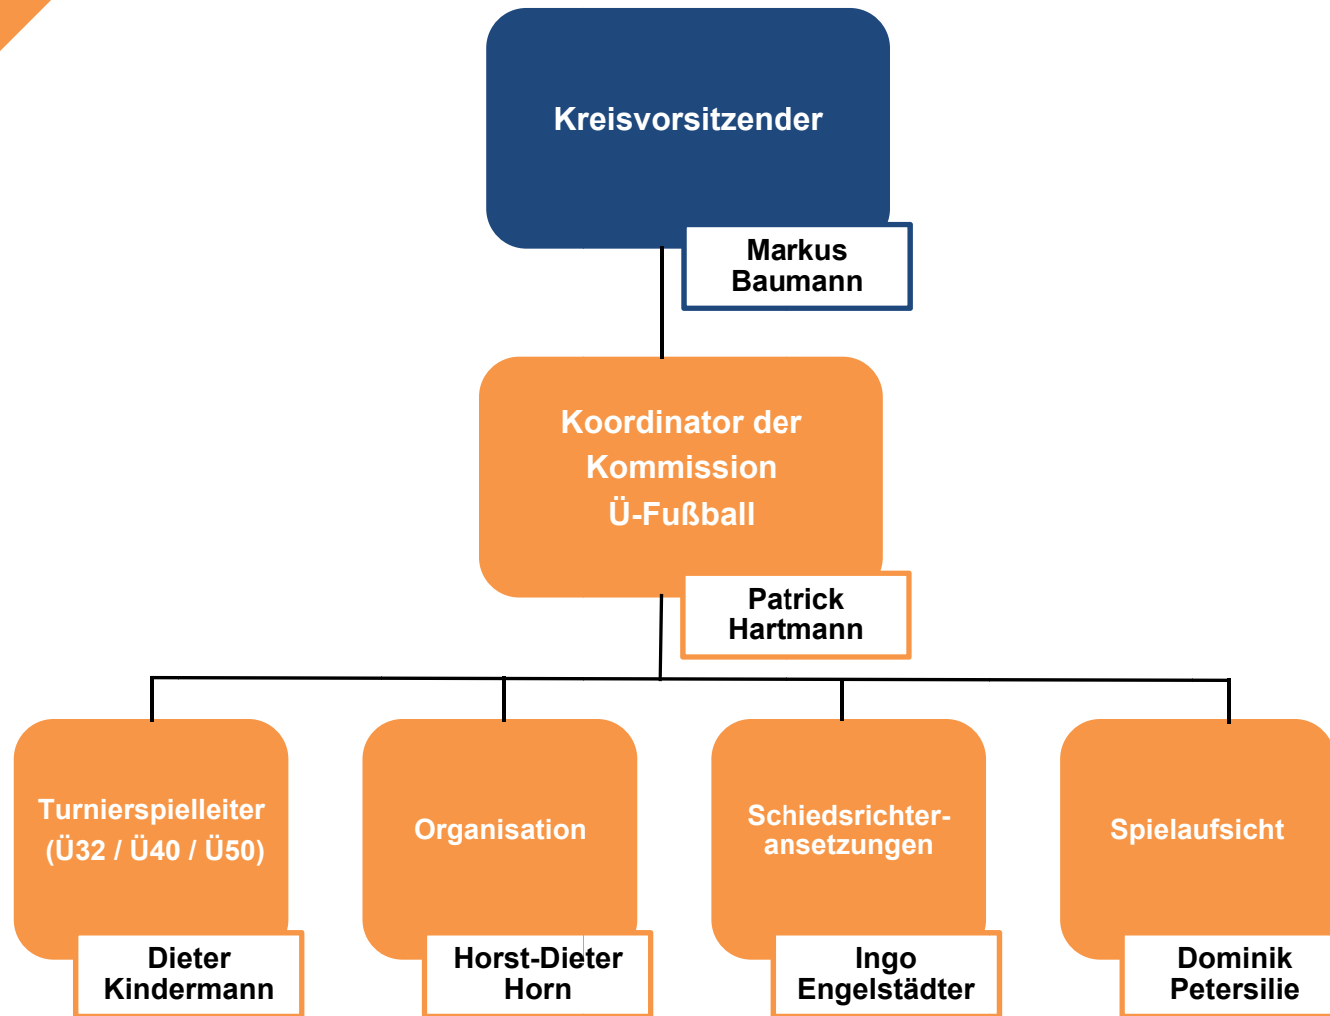 Kreisvorsitzender
Markus
Baumann
Koordinator der
Kommission
Ü-Fußball
Patrick
Hartmann
Turnierspielleiter
(Ü32 / Ü40 / Ü50)
Dieter
Kindermann
Organisation
Horst-Dieter
Horn
Schiedsrichter-
ansetzungen
Ingo
Engelstädter
Spielaufsicht
Dominik
Petersilie